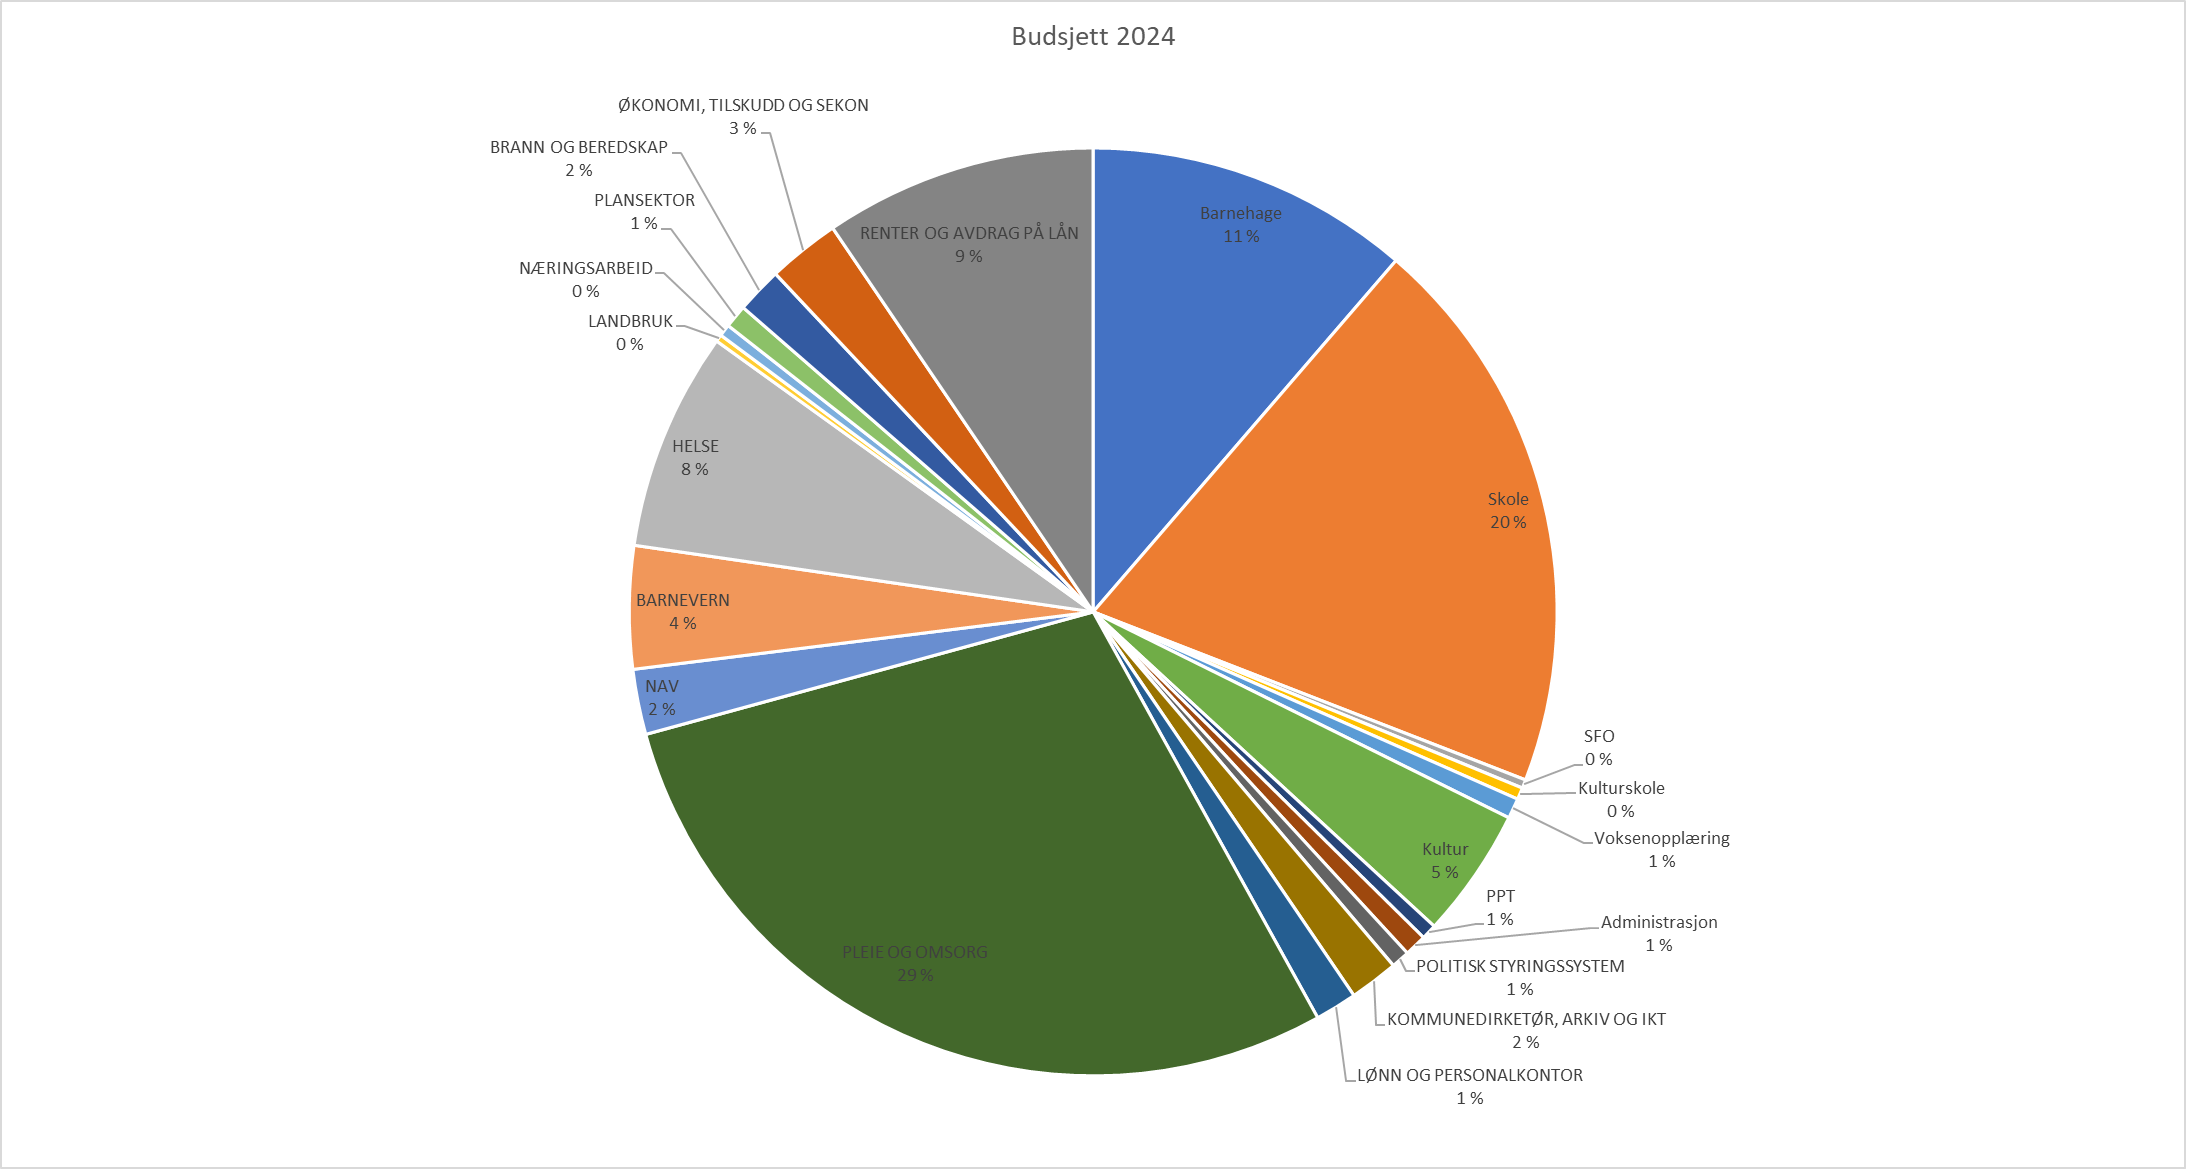 Budsjett 2024
Barnehage
11 %
Skole
20 %
SFO
0 %
Kulturskole
0 %
Voksenopplæring
1 %
Kultur
5 %
PPT
1 %
Administrasjon
1 %
POLITISK STYRINGSSYSTEM
1 %
KOMMUNEDIRKETØR, ARKIV OG IKT
2 %
LØNN OG PERSONALKONTOR
1 %
PLEIE OG OMSORG
29 %
NAV
2 %
BARNEVERN
4 %
HELSE
8 %
LANDBRUK
0 %
NÆRINGSARBEID
0 %
PLANSEKTOR
1 %
BRANN OG BEREDSKAP
2 %
ØKONOMI, TILSKUDD OG SEKON
3 %
RENTER OG AVDRAG PÅ LÅN
9 %